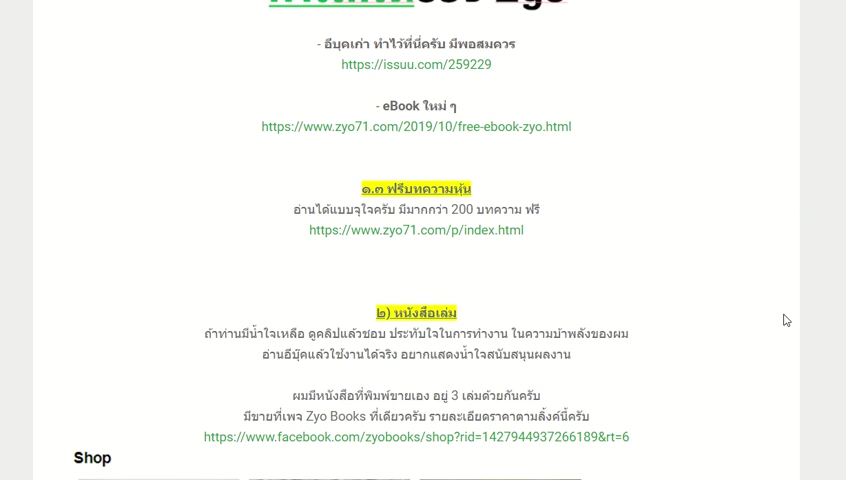 - อีบุคเก่า ทำไว้ที่นี่ครับ มีพอสมควร
https://issuu.com/259229
- eBook ใหม่ ๆ
https://www.zyo71.com/2019/10/free-ebook-zyo.html
๑.๓ ฟรีบทความหุ้น
อ่านได้แบบจุใจครับ มีมากกว่า 200 บทความ ฟรี
https://www.zyo71.com/p/index.html
๒) หนังสือเล่ม
ถ้าท่านมีน้ำใจเหลือ ดูคลิปแล้วชอบ ประทับใจในการทำงาน ในความบ้าพลังของผม
อ่านอีบุ๊คแล้วใช้งานได้จริง อยากแสดงน้ำใจสนับสนุนผลงาน
ผมมีหนังสือที่พิมพ์ขายเอง อยู่ 3 เล่มด้วยกันครับ
มีขายที่เพจ Zyo Books ที่เดียวครับ รายละเอียดราคาตามลิ้งค์นี้ครับ
https://www.facebook.com/zyobooks/shop?rid=1427944937266189&rt=6
Shop